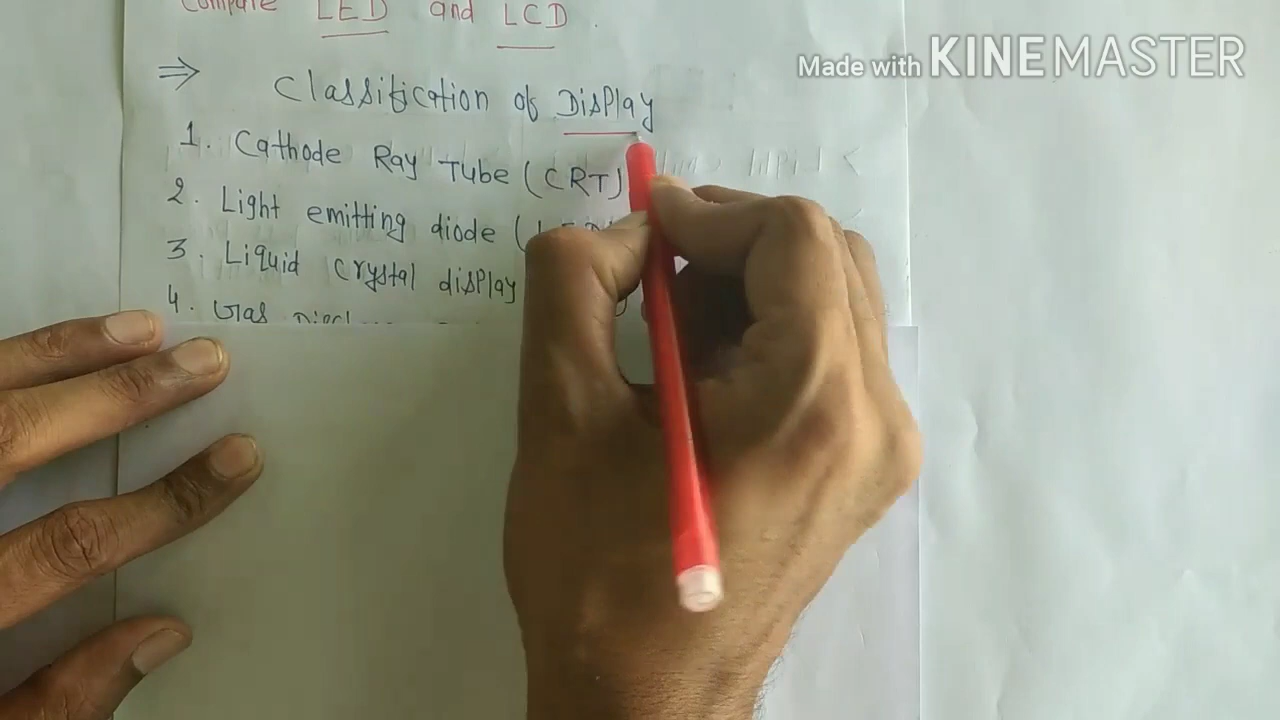 Compare LED and LCD.
Made with KINEMASTER
⇒ Classification of Display
1. Cathode Ray Tube (CRT)
2. Light emitting diode (
3. Liquid crystal display
4. Gas